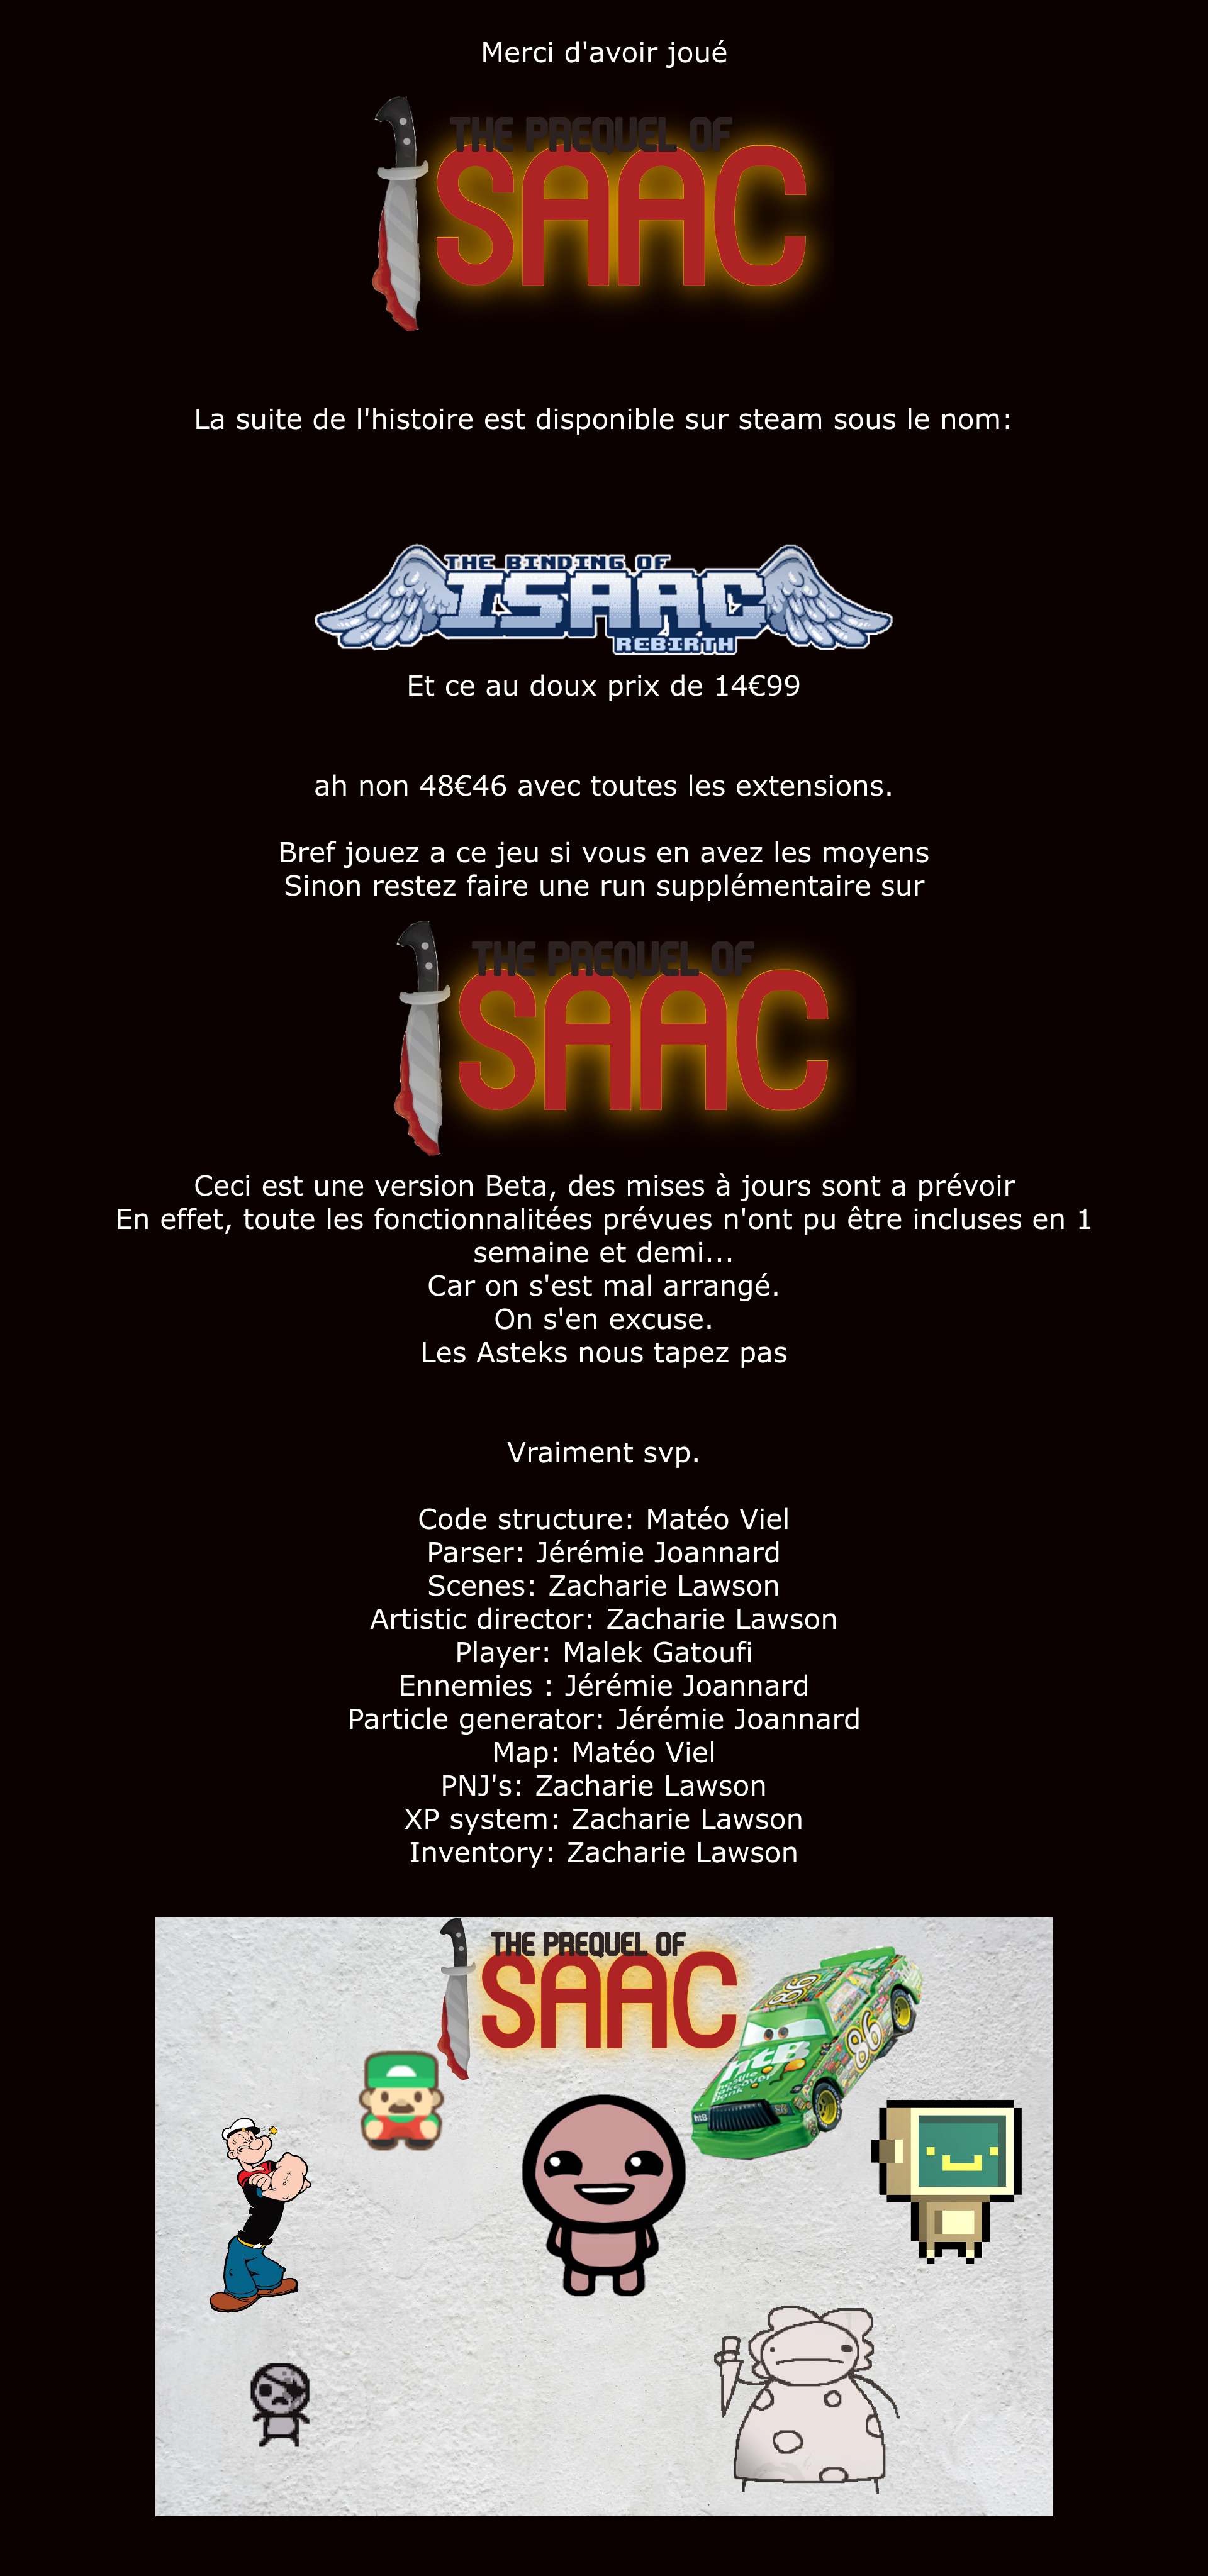 Merci d'avoir joué
THE PREQUEL OF
ISAAC
La suite de l'histoire est disponible sur steam sous le nom:
THE BINDING OF
ISAAC
REBIRTH
Et ce au doux prix de 14€99
ah non 48€46 avec toutes les extensions.
Bref jouez a ce jeu si vous en avez les moyens
Sinon restez faire une run supplémentaire sur
THE PREQUEL OF
ISAAC
Ceci est une version Beta, des mises à jours sont a prévoir
En effet, toute les fonctionnalitées prévues n'ont pu être incluses en 1
semaine et demi...
Car on s'est mal arrangé.
On s'en excuse.
Les Asteks nous tapez pas
Vraiment svp.
Code structure: Matéo Viel
Parser: Jérémie Joannard
Scenes: Zacharie Lawson
Artistic director: Zacharie Lawson
Player: Malek Gatoufi
Ennemies : Jérémie Joannard
Particle generator: Jérémie Joannard
Map: Matéo Viel
PNJ's: Zacharie Lawson
XP system: Zacharie Lawson
Inventory: Zacharie Lawson
THE PREQUEL OF
ISAAC
86
86
htB
htB
86